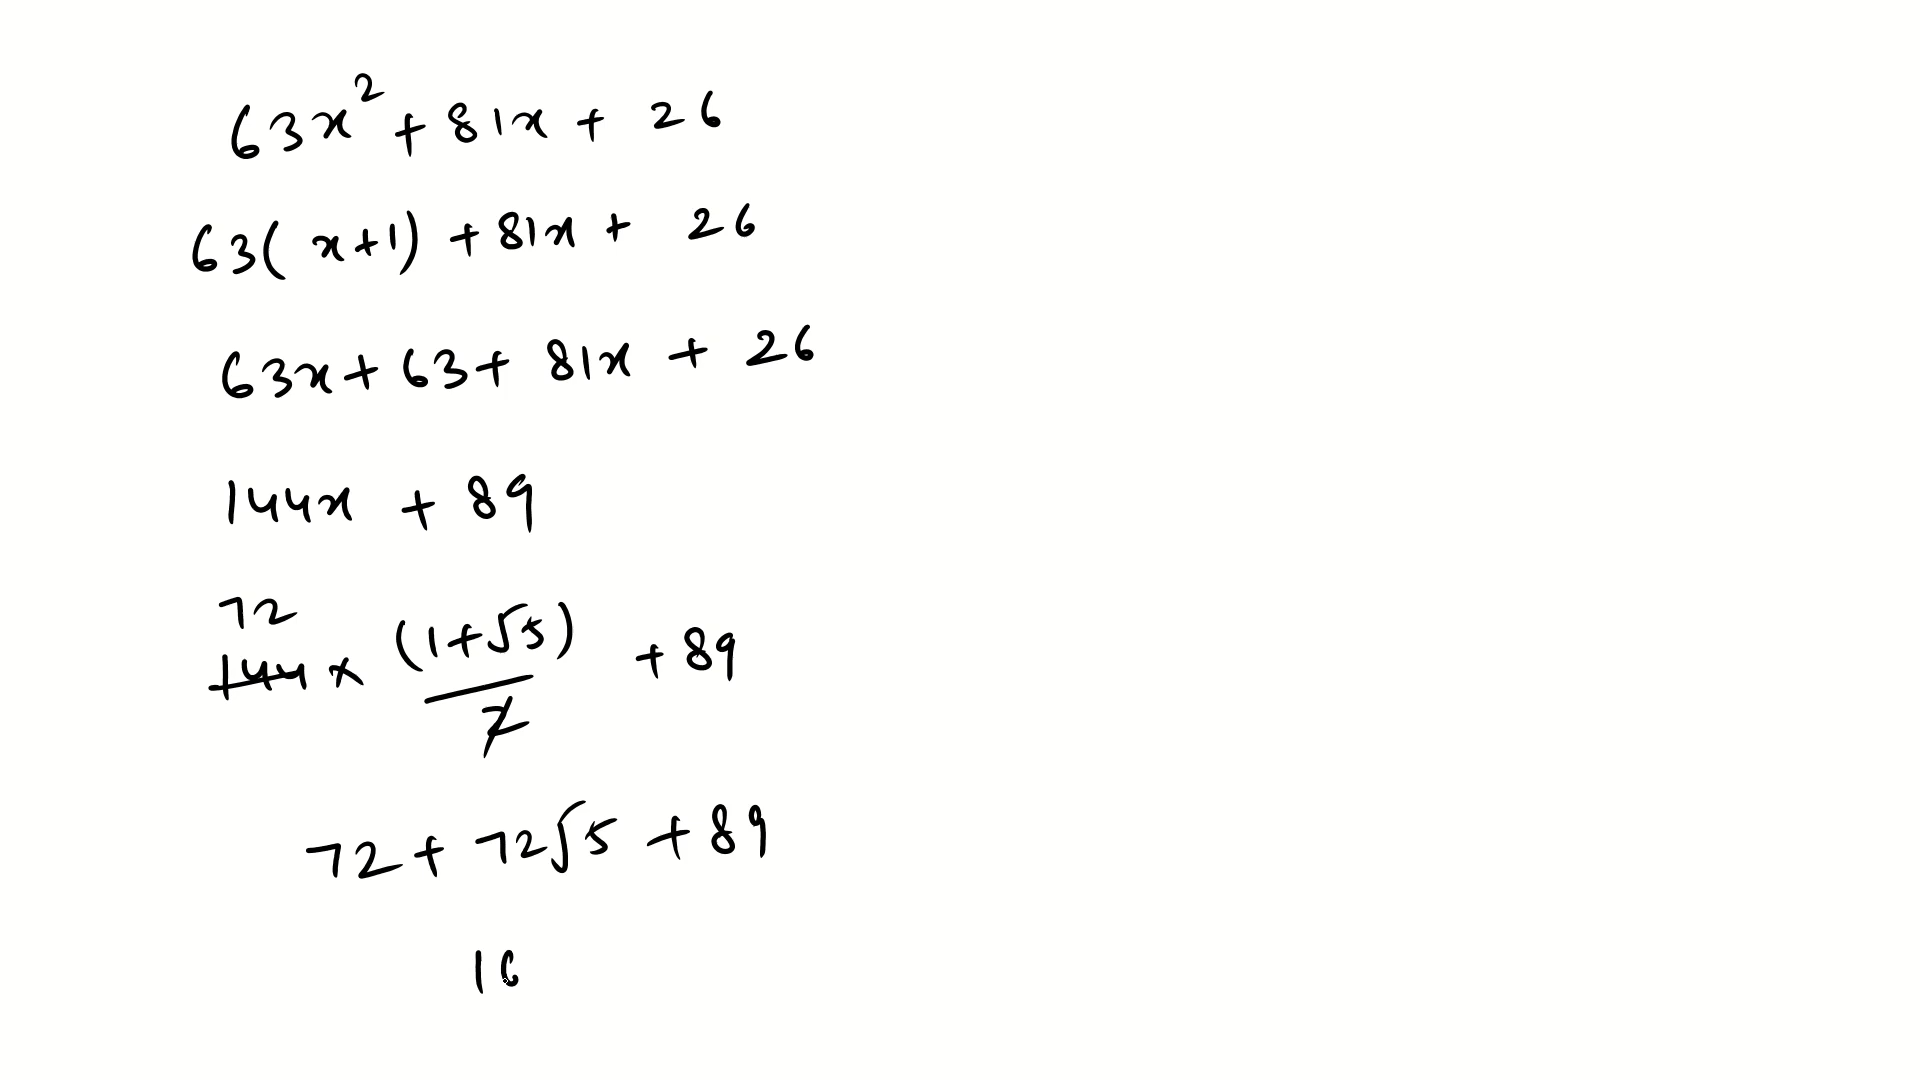 63x² + 81x + 26
63(x+1) + 81x + 26
63x + 63 + 81x + 26
144x + 89
72
144 × (1+√5)/2 + 89
72 + 72√5 + 89
16